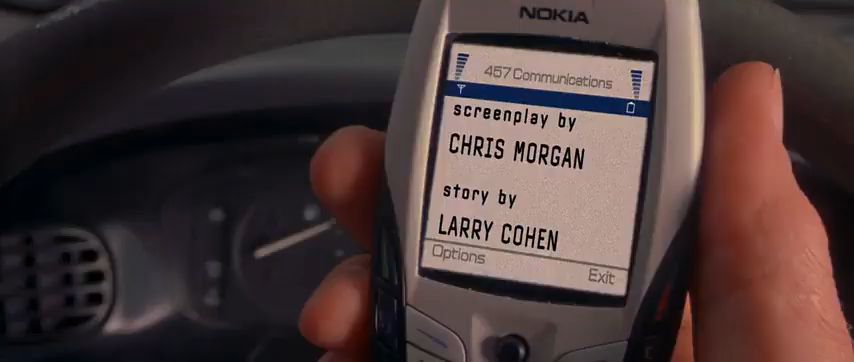 NOKIA
457 Communications
screenplay by
CHRIS MORGAN
story by
LARRY COHEN
Options
Exit